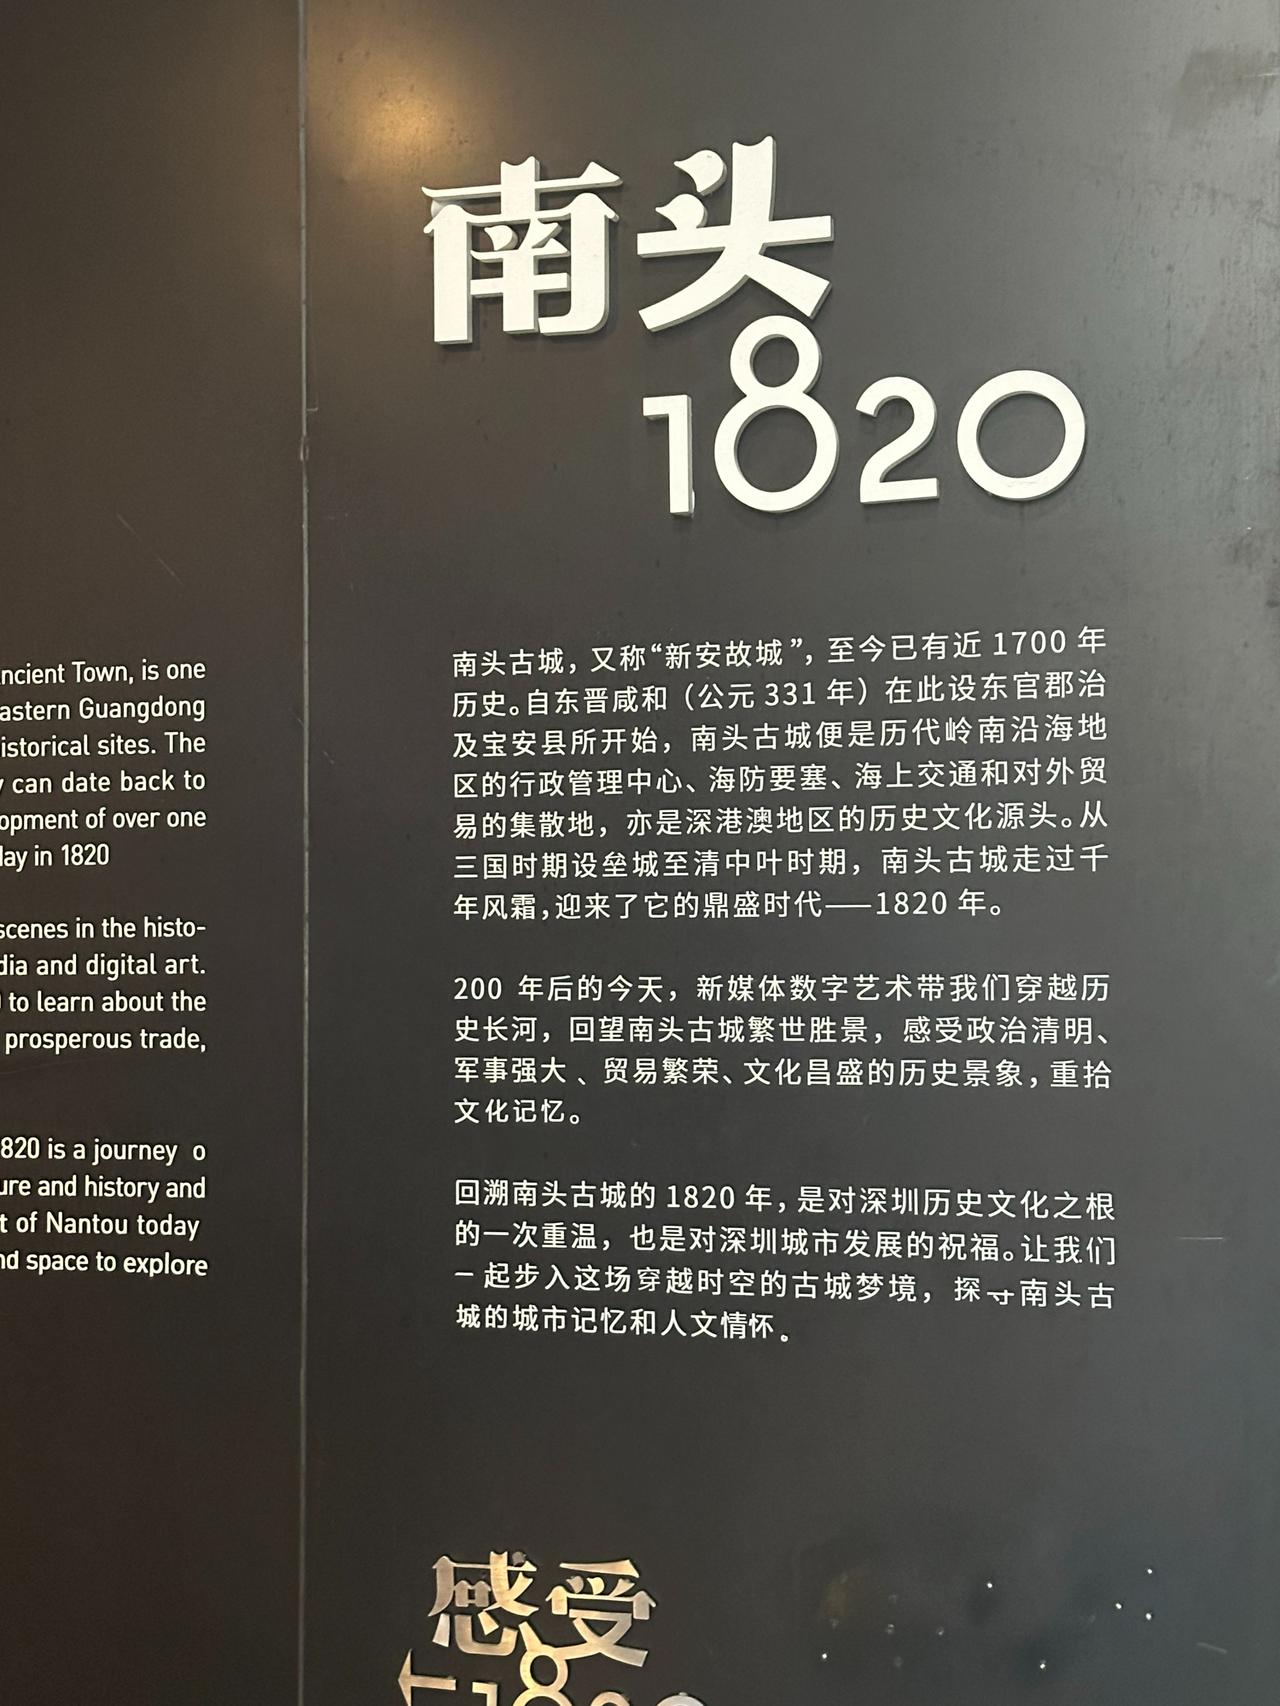 ncient Town, is one
astern Guangdong
istorical sites. The
can date back to
opment of over one
lay in 1820
scenes in the histo-
dia and digital art.
to learn about the
prosperous trade,
820 is a journey o
ure and history and
t of Nantou today
nd space to explore
南头
1820
南头古城，又称“新安故城”，至今已有近 1700 年
历史。自东晋咸和（公元 331 年）在此设东官郡治
及宝安县所开始，南头古城便是历代岭南沿海地
区的行政管理中心、海防要塞、海上交通和对外贸
易的集散地，亦是深港澳地区的历史文化源头。从
三国时期设垒城至清中叶时期，南头古城走过千
年风霜，迎来了它的鼎盛时代——1820 年。
200 年后的今天，新媒体数字艺术带我们穿越历
史长河，回望南头古城繁世胜景，感受政治清明、
军事强大、贸易繁荣、文化昌盛的历史景象，重拾
文化记忆。
回溯南头古城的 1820 年，是对深圳历史文化之根
的一次重温，也是对深圳城市发展的祝福。让我们
一起步入这场穿越时空的古城梦境，探南头古
城的城市记忆和人文情怀。
感受
←1820